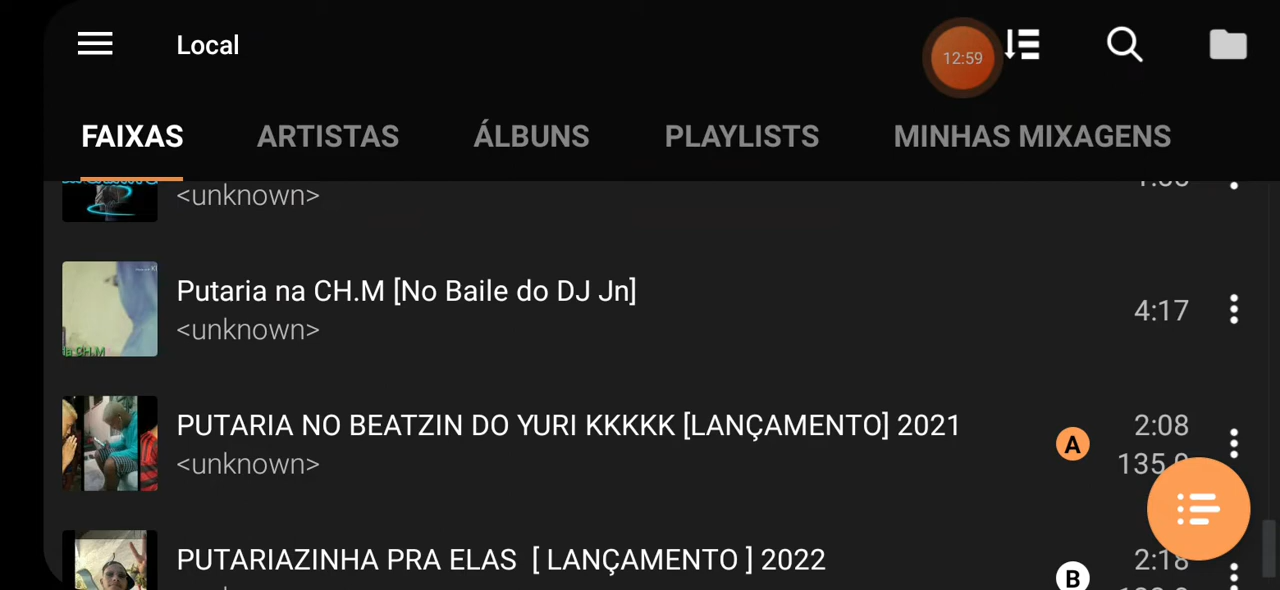 Local
12:59
FAIXAS ARTISTAS ÁLBUNS PLAYLISTS MINHAS MIXAGENS
<unknown>
Putaria na CH.M [No Baile do DJ Jn]
<unknown>
4:17
PUTARIA NO BEATZIN DO YURI KKKKK [LANÇAMENTO] 2021
<unknown>
A
2:08
135.0
PUTARIAZINHA PRA ELAS [ LANÇAMENTO ] 2022
B
2:18